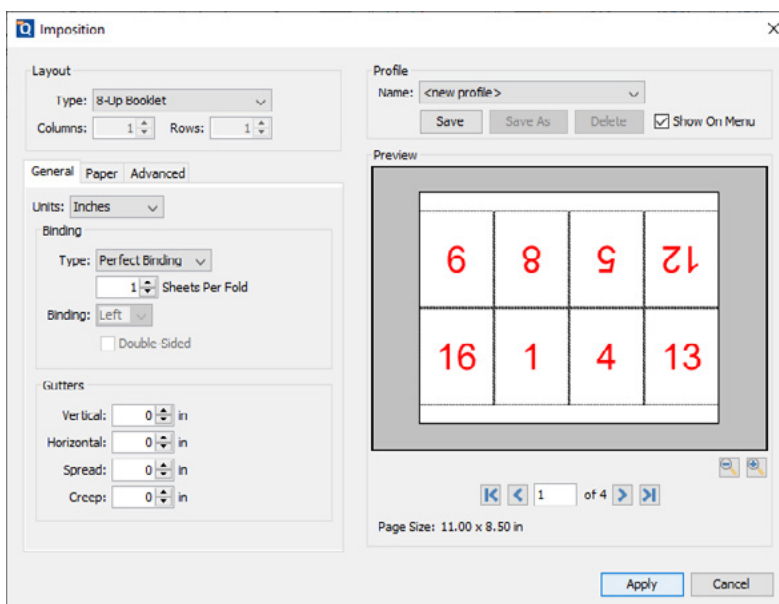 Imposition
Layout
Type: 8-Up Booklet
Columns: 1 Rows: 1
General Paper Advanced
Units: Inches
Binding
Type: Perfect Binding
1 Sheets Per Fold
Binding: Left
Double-Sided
Gutters
Vertical: 0 in
Horizontal: 0 in
Spread: 0 in
Creep: 0 in
Profile
Name: <new profile>
Save Save As Delete Show On Menu
Preview
9 8 5 12
16 1 4 13
1 of 4
Page Size: 11.00 x 8.50 in
Apply Cancel